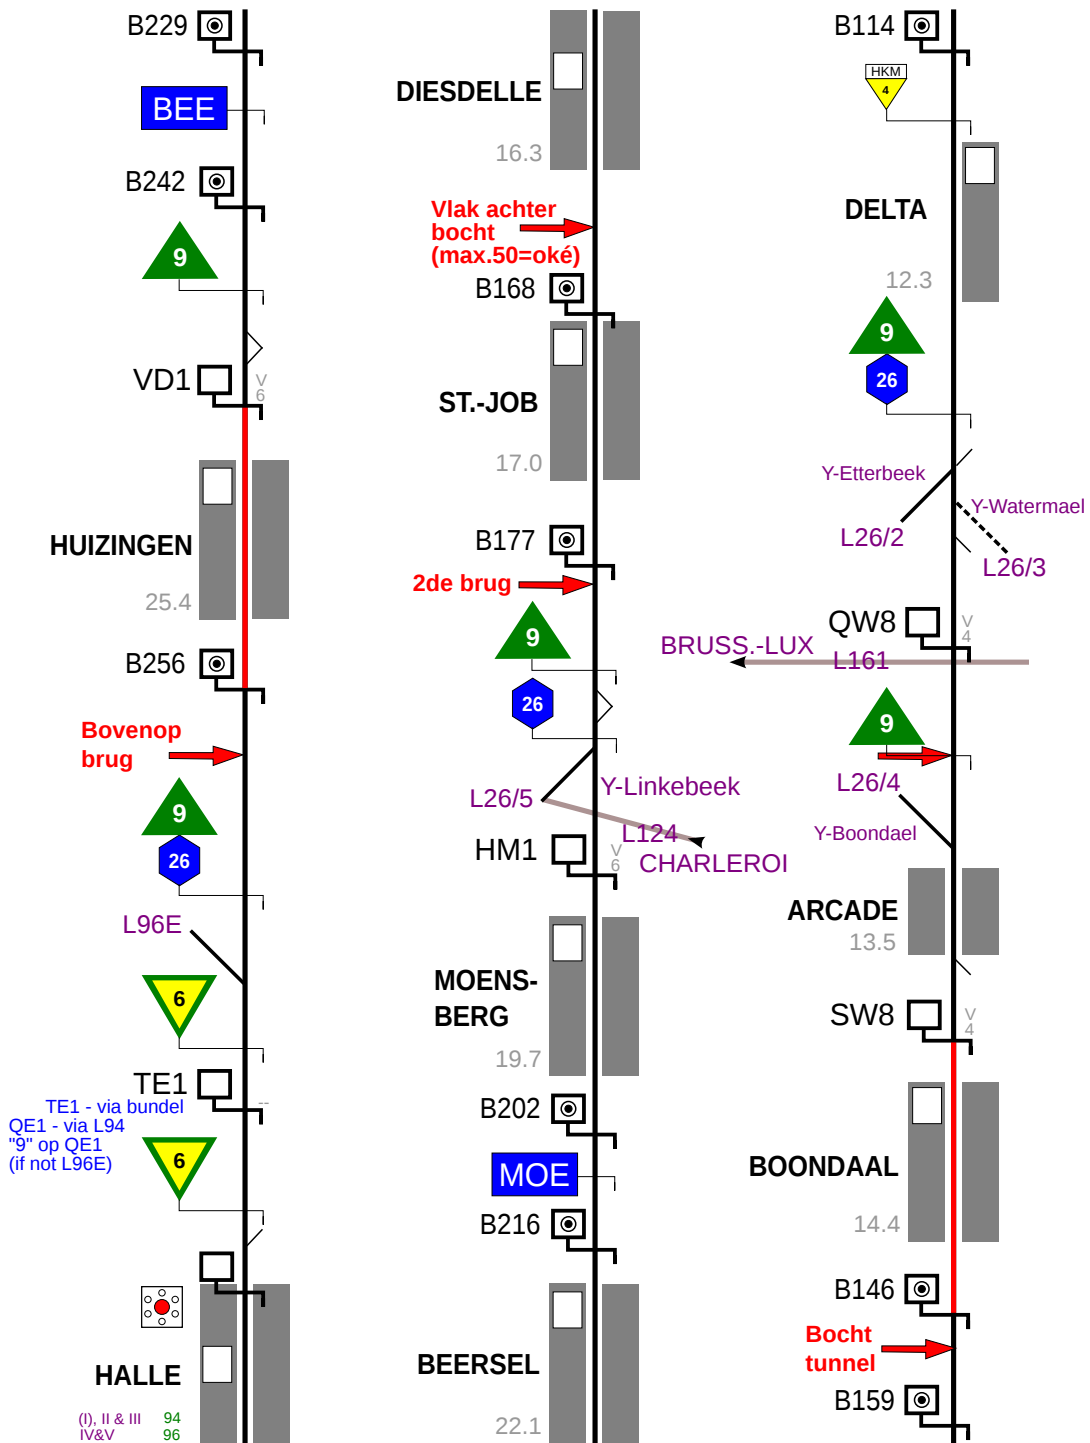 B229
BEE
B242
9
VD1
V
6
HUIZINGEN
25.4
B256
Bovenop
brug
9
26
L96E
6
TE1
--
TE1 - via bundel
QE1 - via L94
"9" op QE1
(if not L96E)
6
HALLE
(I), II & III 94
IV&V 96
DIESDELLE
16.3
Vlak achter
bocht
(max.50=oké)
B168
ST.-JOB
17.0
B177
2de brug
9
26
Y-Linkebeek
L26/5
L124
CHARLEROI
HM1
V
6
MOENS-
BERG
19.7
B202
MOE
B216
BEERSEL
22.1
B114
HKM
4
DELTA
12.3
9
26
Y-Etterbeek
L26/2
Y-Watermael
L26/3
QW8
V
4
BRUSS.-LUX
L161
9
L26/4
Y-Boondael
ARCADE
13.5
SW8
V
4
BOONDAAL
14.4
B146
Bocht
tunnel
B159